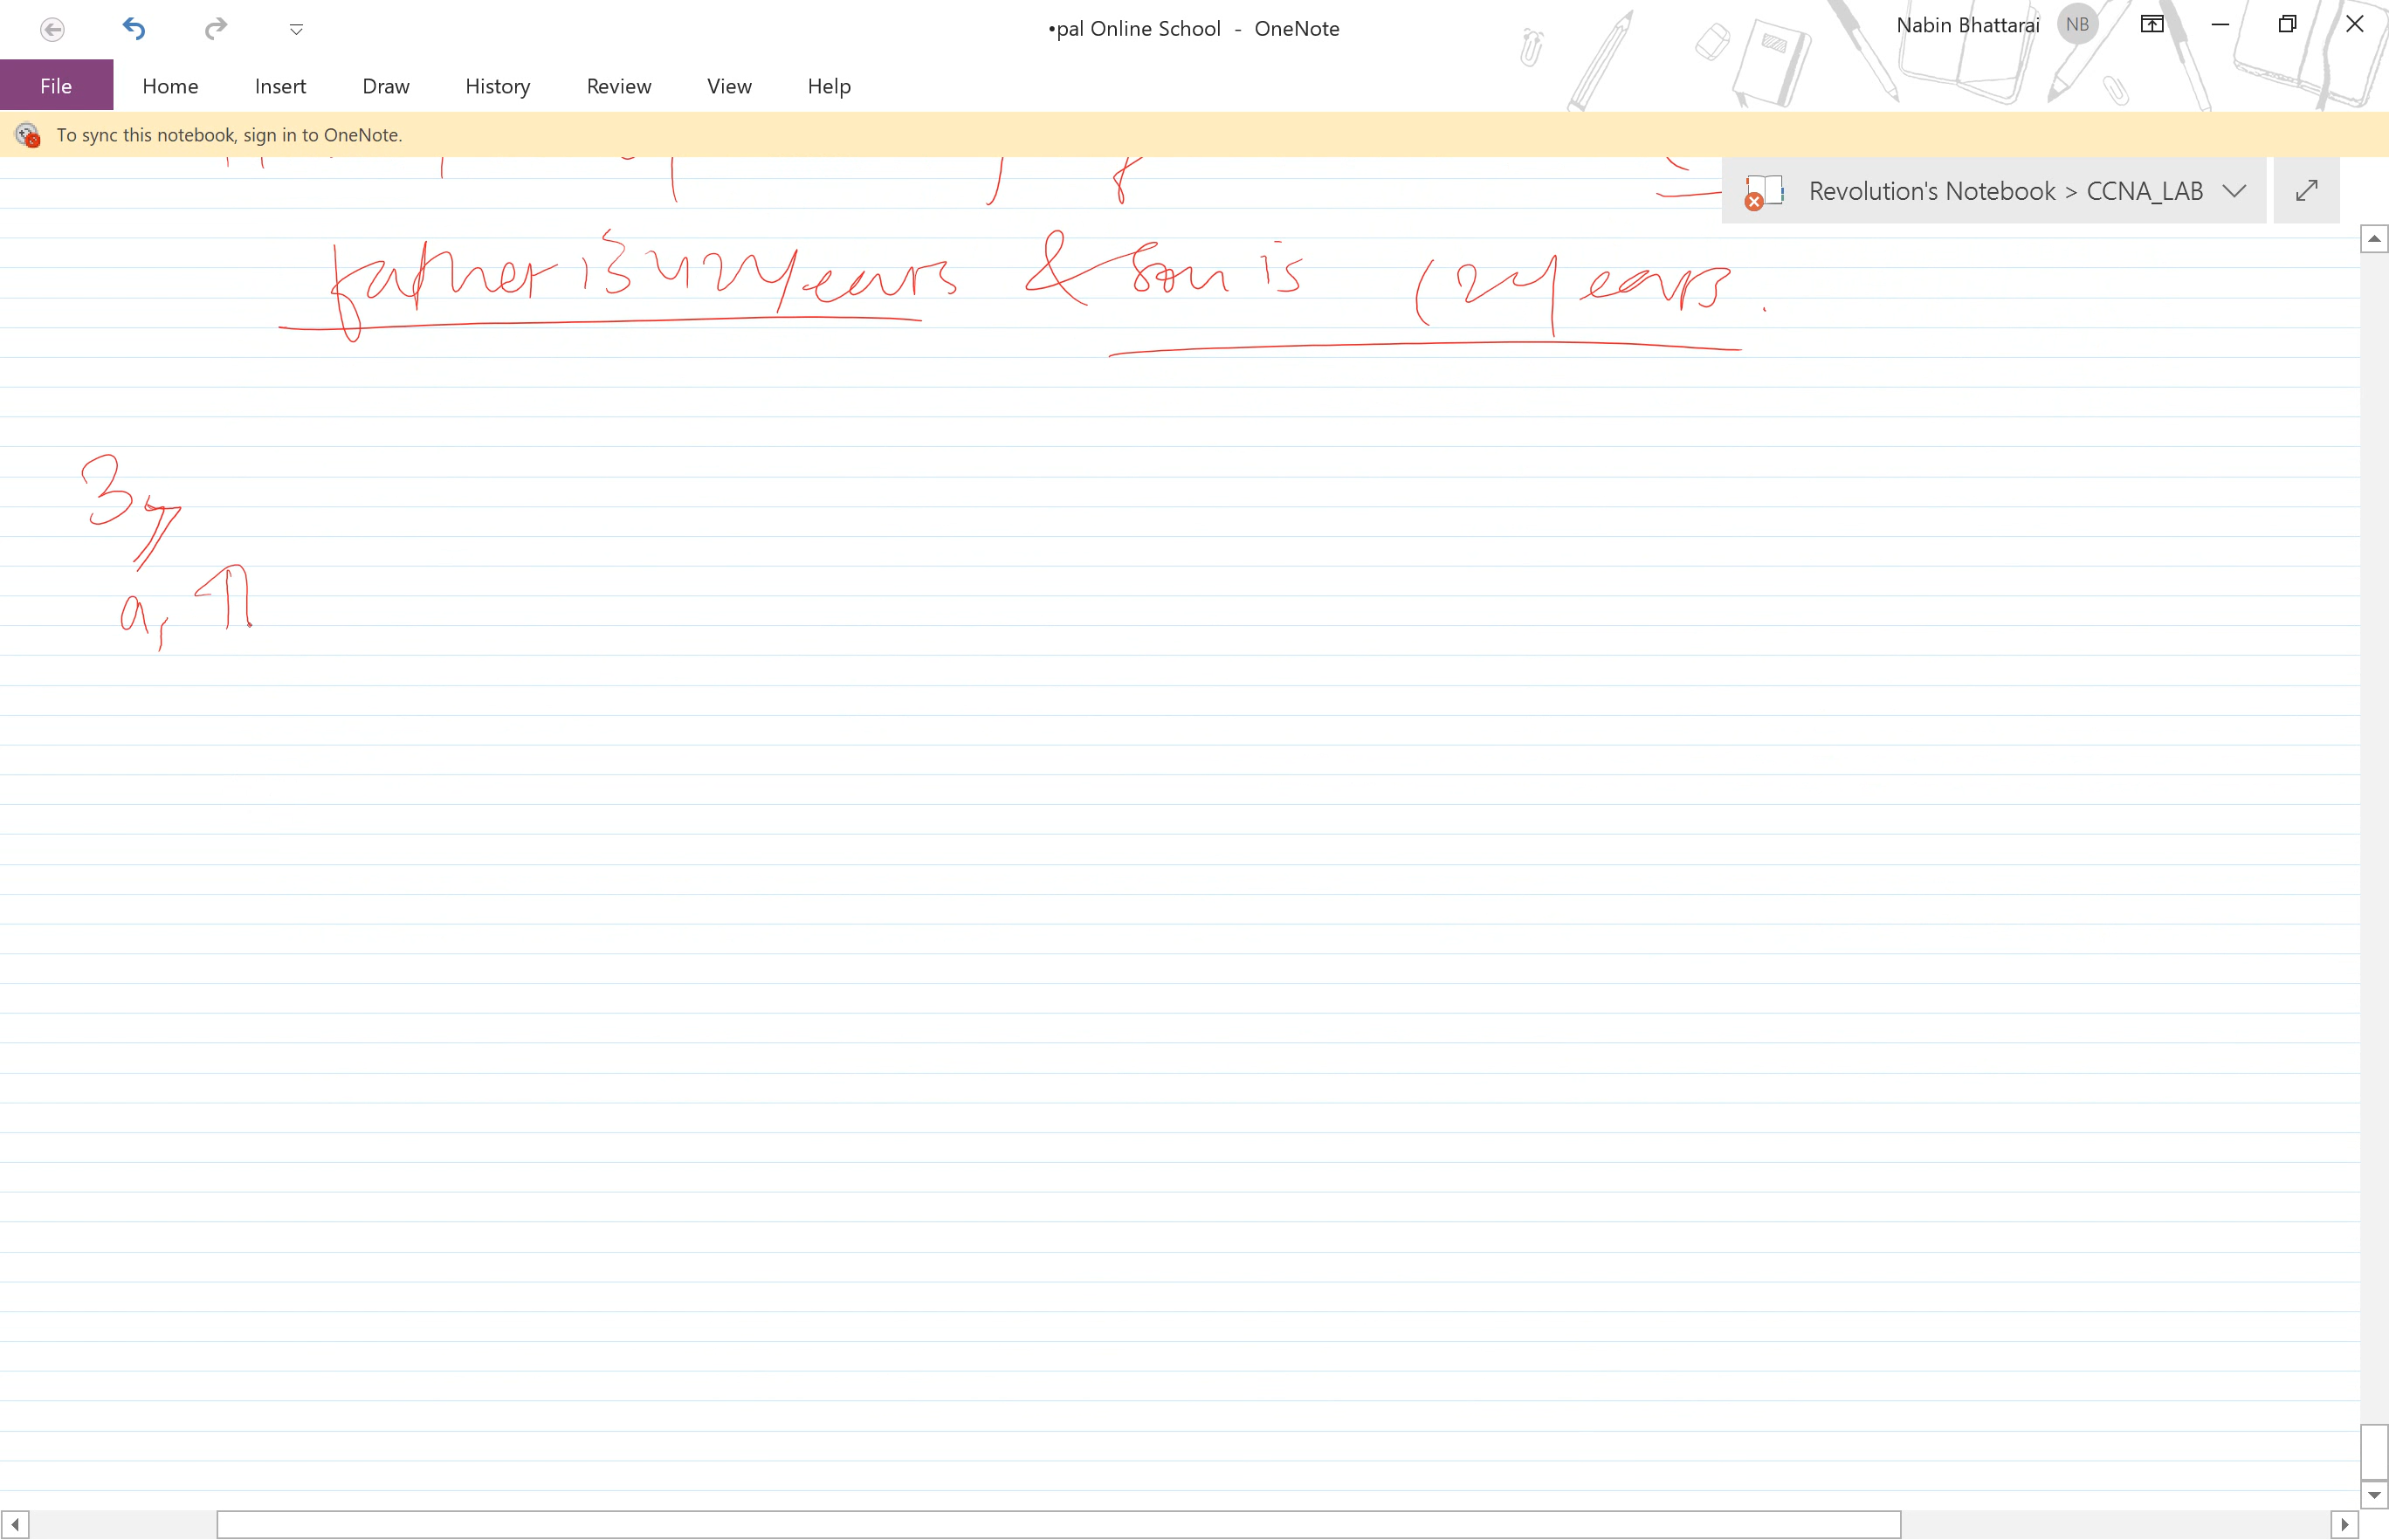 •pal Online School - OneNote
Nabin Bhattarai NB
File Home Insert Draw History Review View Help
To sync this notebook, sign in to OneNote.
Revolution's Notebook > CCNA_LAB
father is 42 years & son is 12 years.
3
a,